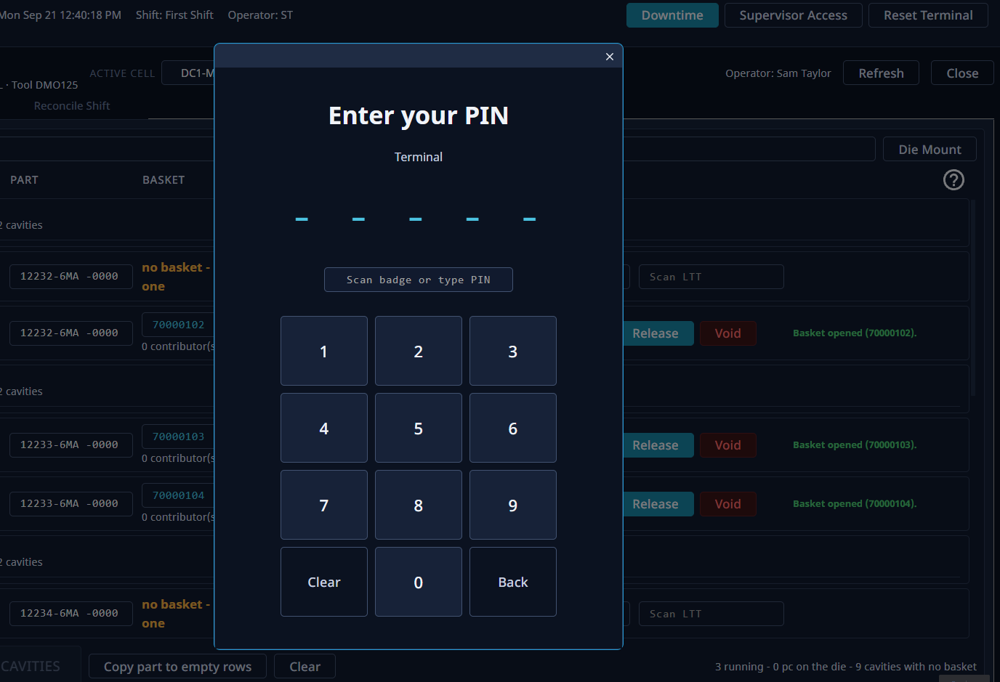 Mon Sep 21 12:40:18 PM Shift: First Shift Operator: ST Downtime Supervisor Access Reset Terminal
ACTIVE CELL DC1-M Operator: Sam Taylor Refresh Close
· Tool DMO125
Reconcile Shift
Enter your PIN
Terminal
- - - - -
Scan badge or type PIN
1 2 3
4 5 6
7 8 9
Clear 0 Back
Die Mount
PART BASKET ?
2 cavities
12232-6MA -0000 no basket -
one Scan LTT
12232-6MA -0000 70000102 Release Void Basket opened (70000102).
0 contributor(s
2 cavities
12233-6MA -0000 70000103 Release Void Basket opened (70000103).
0 contributor(s
12233-6MA -0000 70000104 Release Void Basket opened (70000104).
0 contributor(s
2 cavities
12234-6MA -0000 no basket -
one Scan LTT
CAVITIES Copy part to empty rows Clear 3 running - 0 pc on the die - 9 cavities with no basket